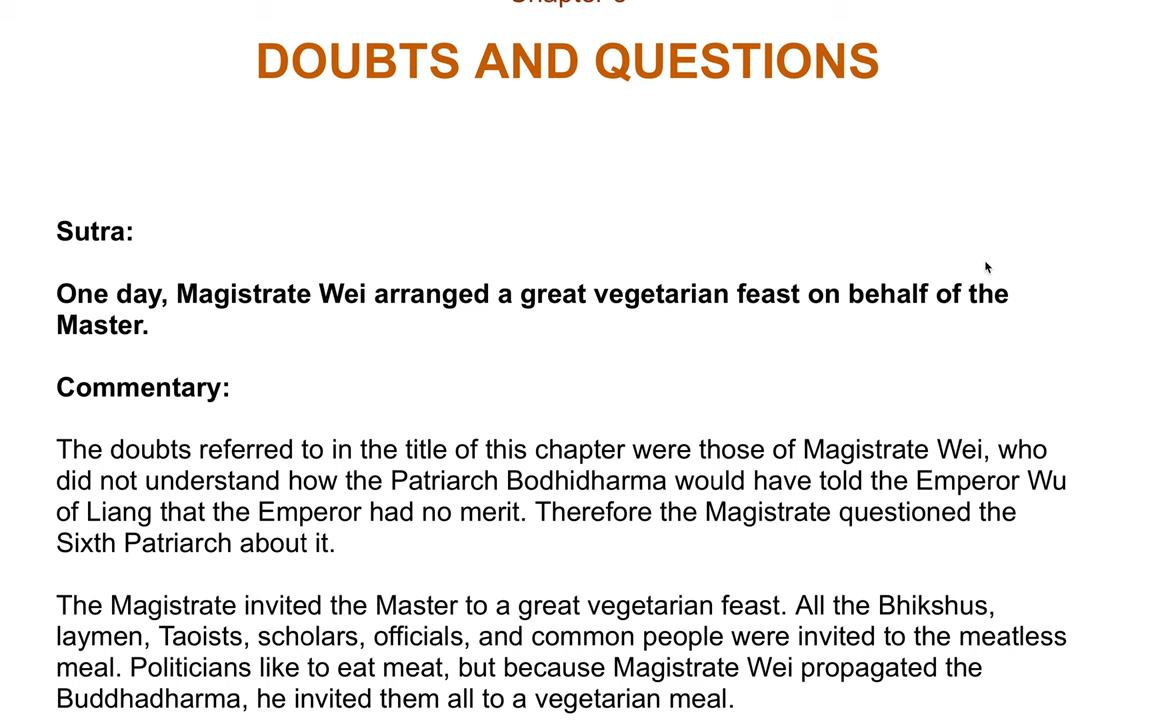 DOUBTS AND QUESTIONS
Sutra:
One day, Magistrate Wei arranged a great vegetarian feast on behalf of the
Master.
Commentary:
The doubts referred to in the title of this chapter were those of Magistrate Wei, who
did not understand how the Patriarch Bodhidharma would have told the Emperor Wu
of Liang that the Emperor had no merit. Therefore the Magistrate questioned the
Sixth Patriarch about it.
The Magistrate invited the Master to a great vegetarian feast. All the Bhikshus,
laymen, Taoists, scholars, officials, and common people were invited to the meatless
meal. Politicians like to eat meat, but because Magistrate Wei propagated the
Buddhadharma, he invited them all to a vegetarian meal.